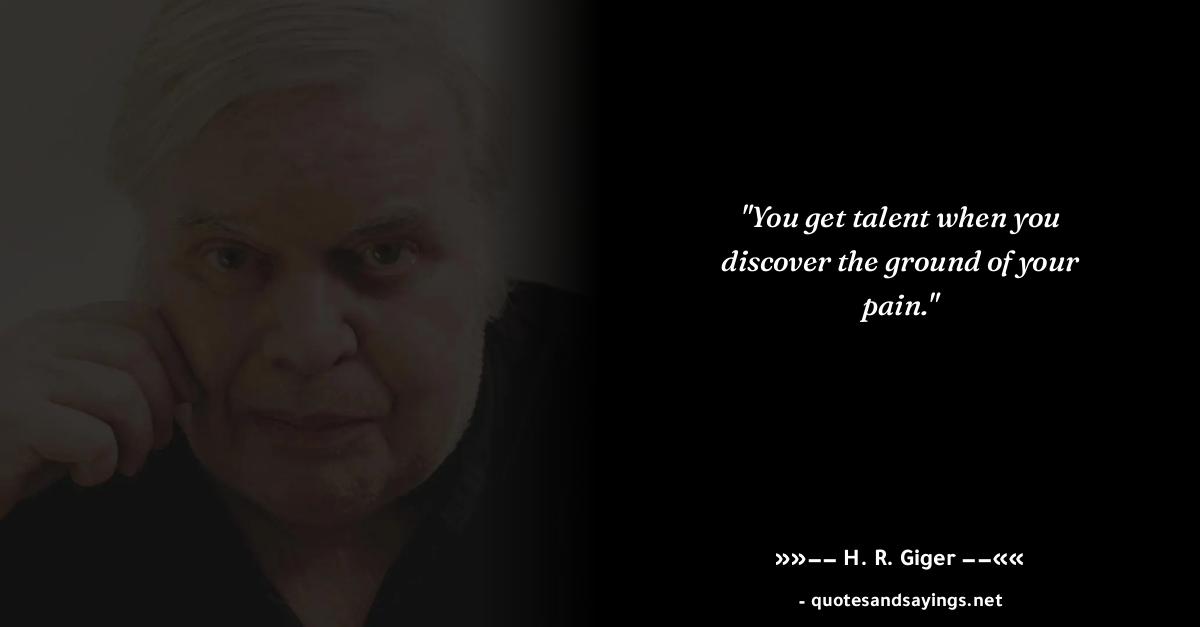 "You get talent when you
discover the ground of your
pain."
»»–– H. R. Giger ––««
- quotesandsayings.net